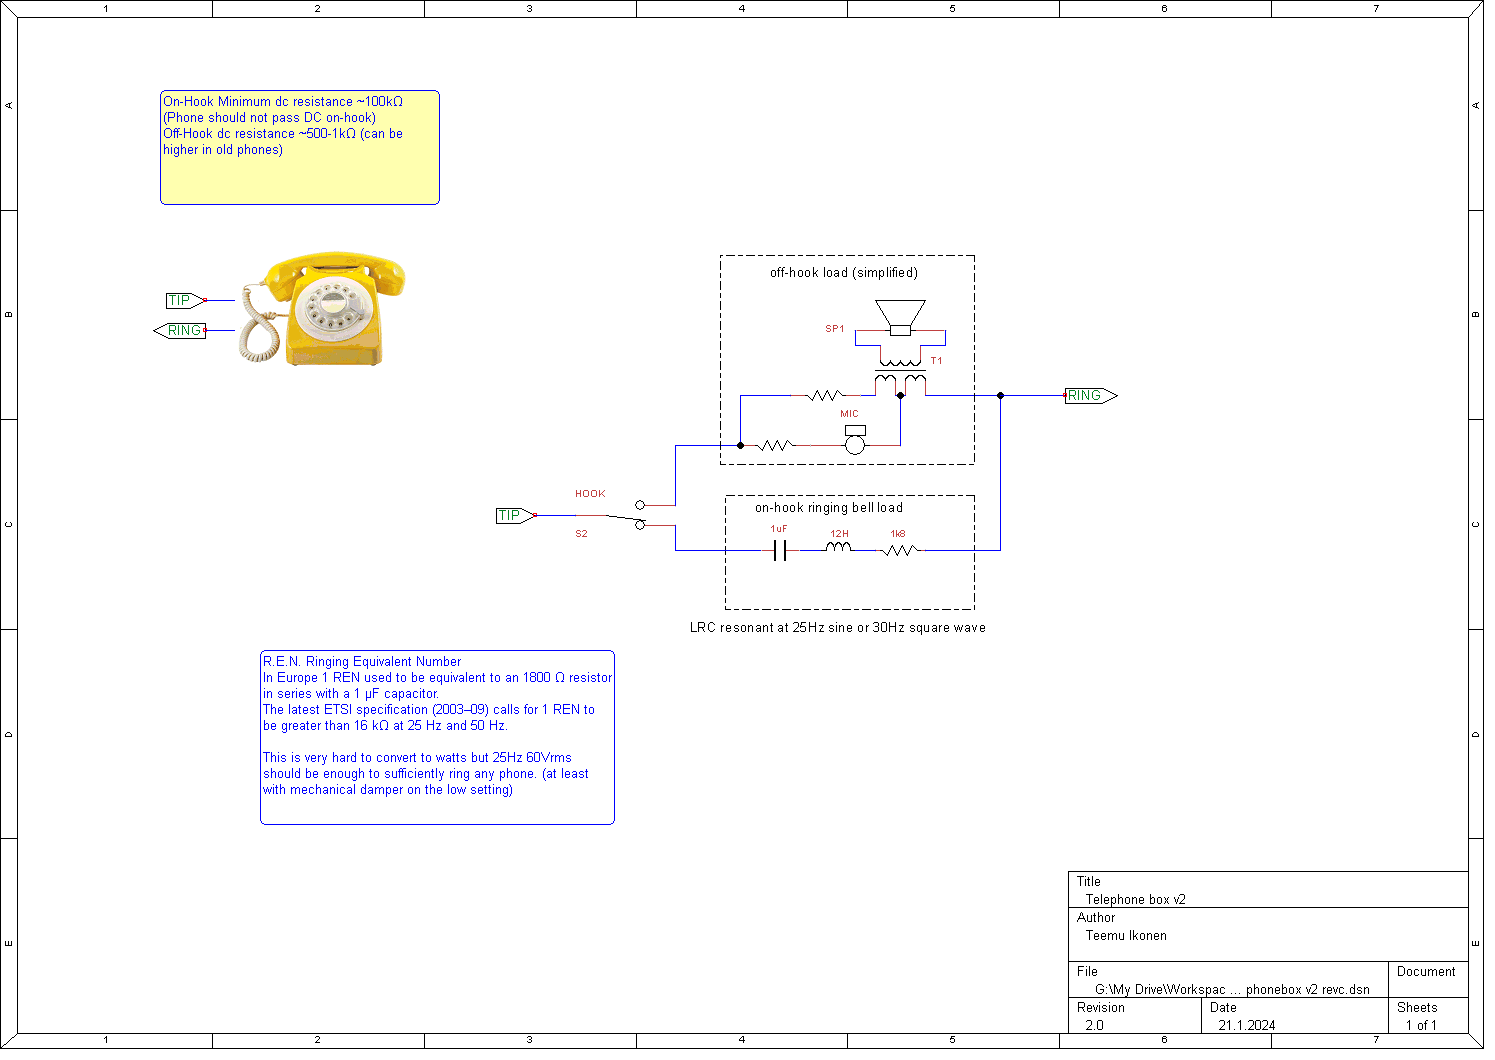 1 2 3 4 5 6 7
A A
On-Hook Minimum dc resistance ~100kΩ
(Phone should not pass DC on-hook)
Off-Hook dc resistance ~500-1kΩ (can be
higher in old phones)
off-hook load (simplified)
TIP
RING
B B
SP1
T1
RING
MIC
HOOK
TIP
S2
C C
on-hook ringing bell load
1uF 12H 1k8
LRC resonant at 25Hz sine or 30Hz square wave
R.E.N. Ringing Equivalent Number
In Europe 1 REN used to be equivalent to an 1800 Ω resistor
in series with a 1 µF capacitor.
The latest ETSI specification (2003–09) calls for 1 REN to
be greater than 16 kΩ at 25 Hz and 50 Hz.
This is very hard to convert to watts but 25Hz 60Vrms
should be enough to sufficiently ring any phone. (at least
with mechanical damper on the low setting)
D D
Title
Telephone box v2
Author
Teemu Ikonen
E E
File
G:\My Drive\Workspac ... phonebox v2 revc.dsn
Document
Revision
2.0
Date
21.1.2024
Sheets
1 of 1
1 2 3 4 5 6 7